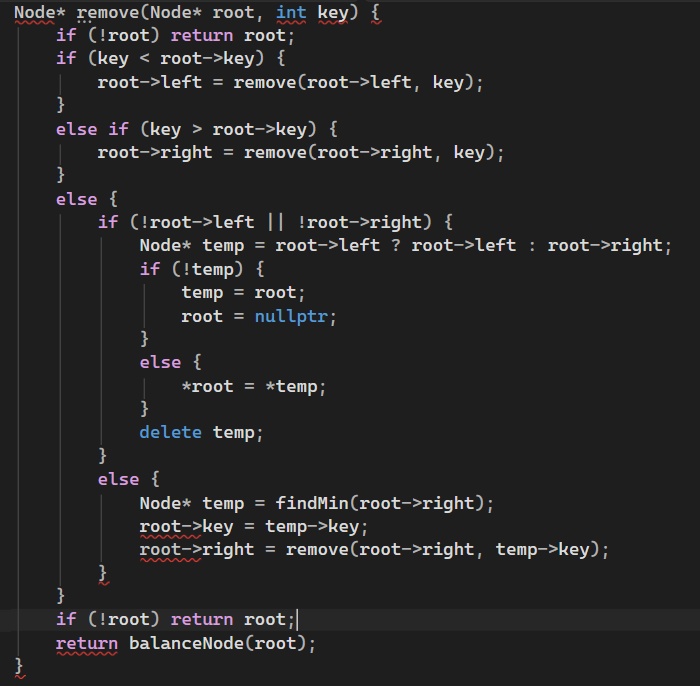 Node* remove(Node* root, int key) {
    if (!root) return root;
    if (key < root->key) {
        root->left = remove(root->left, key);
    }
    else if (key > root->key) {
        root->right = remove(root->right, key);
    }
    else {
        if (!root->left || !root->right) {
            Node* temp = root->left ? root->left : root->right;
            if (!temp) {
                temp = root;
                root = nullptr;
            }
            else {
                *root = *temp;
            }
            delete temp;
        }
        else {
            Node* temp = findMin(root->right);
            root->key = temp->key;
            root->right = remove(root->right, temp->key);
        }
    }
    if (!root) return root;
    return balanceNode(root);
}